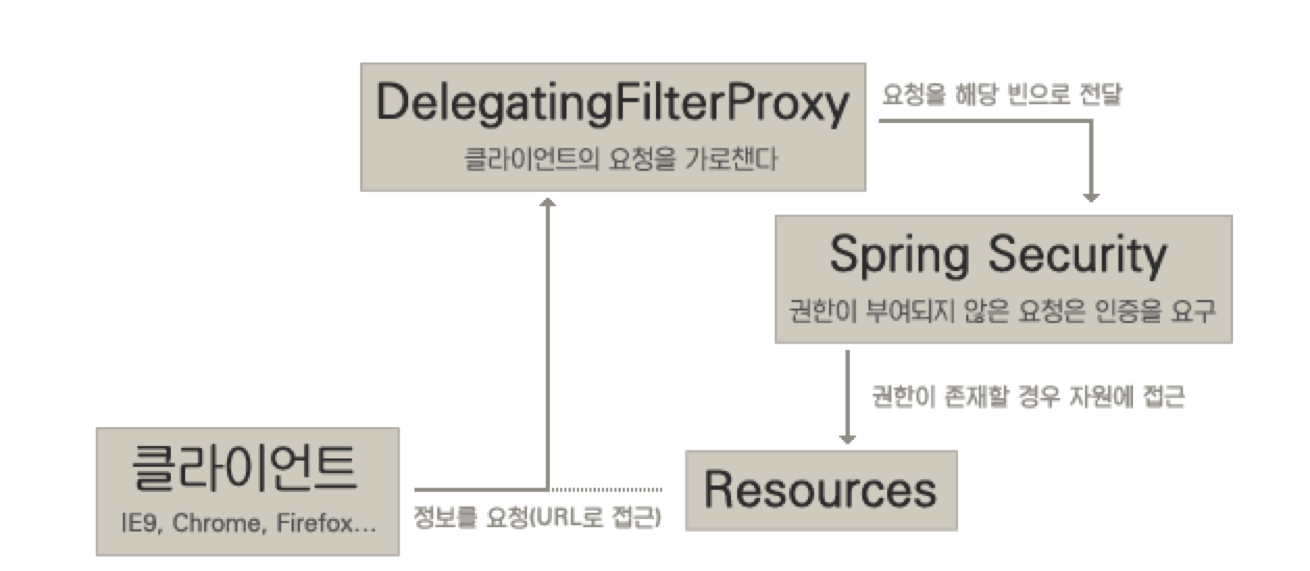 DelegatingFilterProxy
클라이언트의 요청을 가로챈다
요청을 해당 빈으로 전달
Spring Security
권한이 부여되지 않은 요청은 인증을 요구
권한이 존재할 경우 자원에 접근
클라이언트
IE9, Chrome, Firefox...
정보를 요청(URL로 접근)
Resources